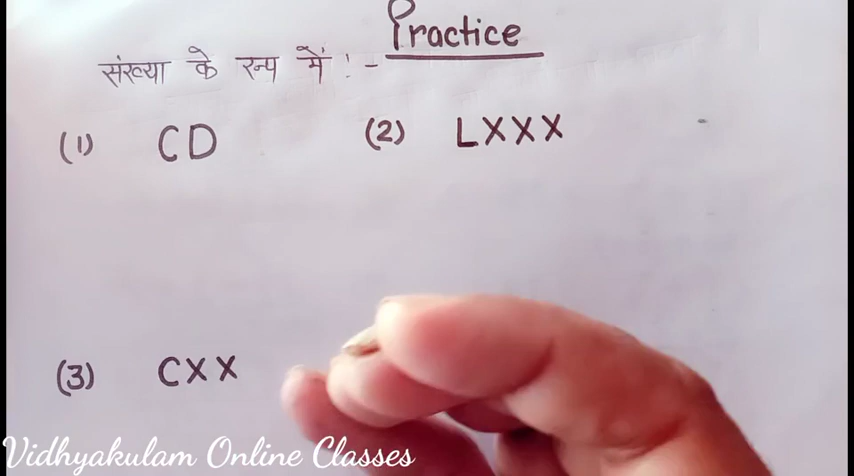 Practice
संख्या के रूप में :-
(1) CD (2) LXXX
(3) CXX
Vidhyakulam Online Classes